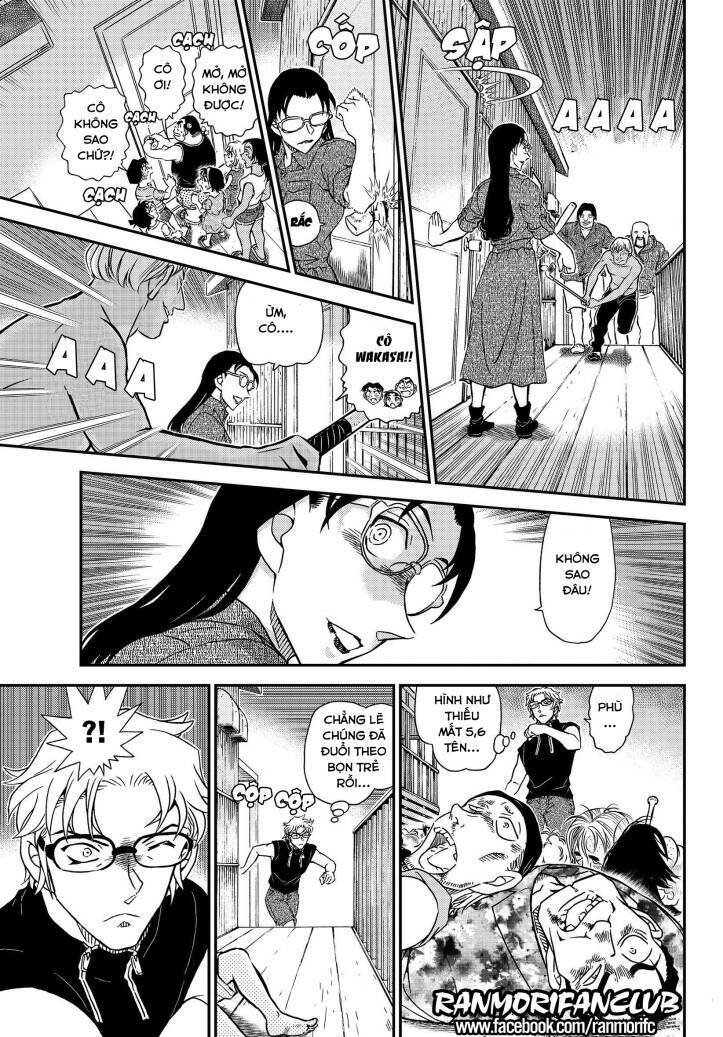 SẬP
A A A A
CỐP
RẮC
CẠCH
MỞ, MỞ
KHÔNG
ĐƯỢC!
CÔ
ƠI!
CÔ
KHÔNG
SAO
CHỨ?!
CẠCH
CẠCH
CÔ
WAKASA!!
ỪM,
CÔ....
A A A
KHÔNG
SAO
ĐÂU!
PHÙ
...
HÌNH NHƯ
THIẾU
MẤT 5,6
TÊN...
CHẲNG LẼ
CHÚNG ĐÃ
ĐUỔI THEO
BỌN TRẺ
RỒI...
CỘP CỘP
?!
RANMORIFANCLUB
www.facebook.com/ranmorifc